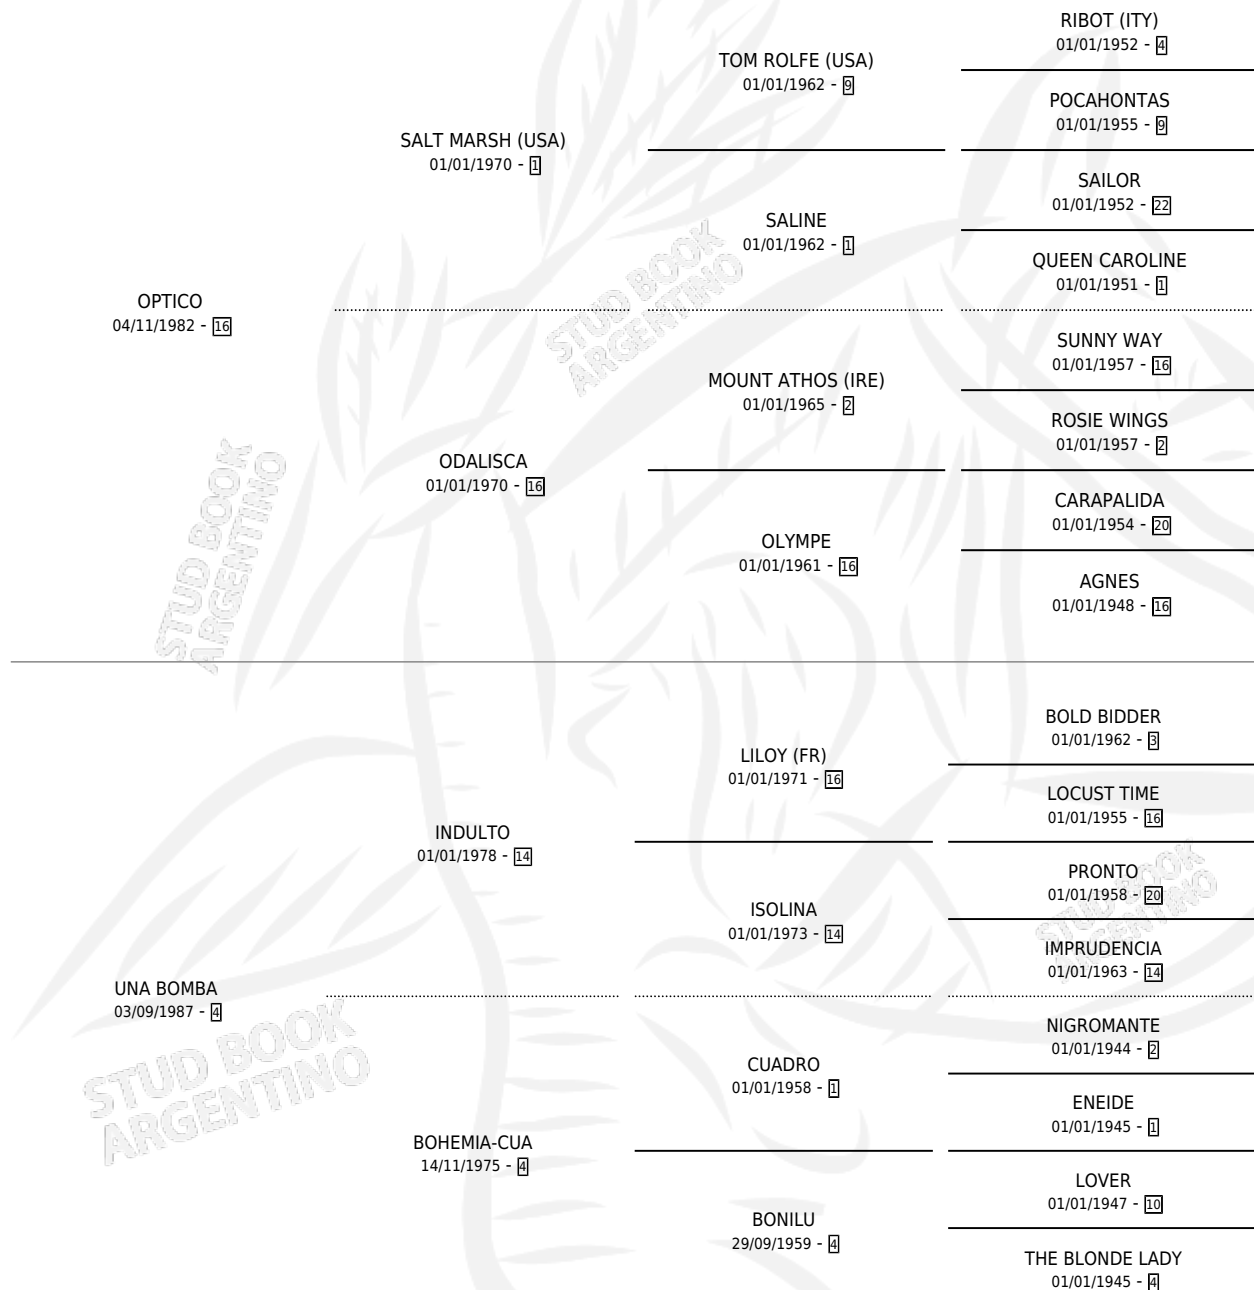 RIBOT (ITY)
01/01/1952 - 4
TOM ROLFE (USA)
01/01/1962 - 9
POCAHONTAS
01/01/1955 - 9
SALT MARSH (USA)
01/01/1970 - 1
SAILOR
01/01/1952 - 22
SALINE
01/01/1962 - 1
QUEEN CAROLINE
01/01/1951 - 1
OPTICO
04/11/1982 - 16
STUD BOOK
ARGENTINO
SUNNY WAY
01/01/1957 - 16
MOUNT ATHOS (IRE)
01/01/1965 - 2
ROSIE WINGS
01/01/1957 - 2
ODALISCA
01/01/1970 - 16
CARAPALIDA
01/01/1954 - 20
OLYMPE
01/01/1961 - 16
AGNES
01/01/1948 - 16
STUD BOOK
ARGENTINO
BOLD BIDDER
01/01/1962 - 3
LILOY (FR)
01/01/1971 - 16
LOCUST TIME
01/01/1955 - 16
INDULTO
01/01/1978 - 14
PRONTO
01/01/1958 - 20
ISOLINA
01/01/1973 - 14
IMPRUDENCIA
01/01/1963 - 14
STUD BOOK
ARGENTINO
UNA BOMBA
03/09/1987 - 4
STUD BOOK
ARGENTINO
NIGROMANTE
01/01/1944 - 2
CUADRO
01/01/1958 - 1
ENEIDE
01/01/1945 - 1
BOHEMIA-CUA
14/11/1975 - 4
LOVER
01/01/1947 - 10
BONILU
29/09/1959 - 4
THE BLONDE LADY
01/01/1945 - 4